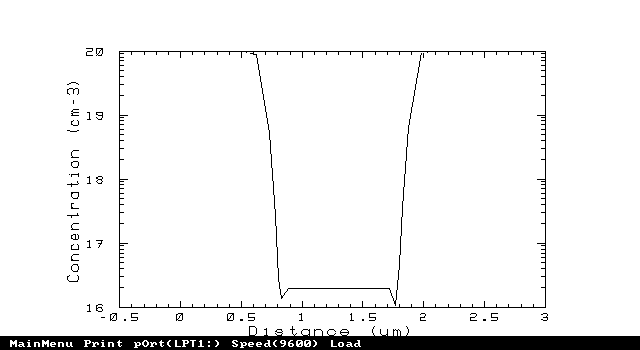 20
19
18
17
16
Concentration (cm-3)
-0.5 0 0.5 1 1.5 2 2.5 3
Distance (um)
MainMenu Print pOrt(LPT1:) Speed(9600) Load